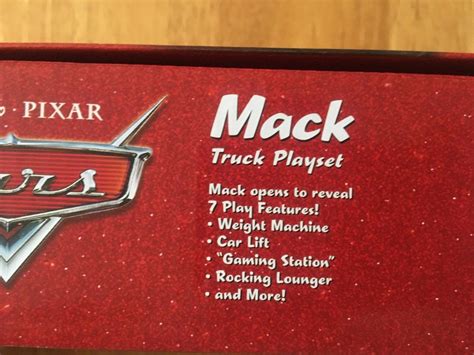 PIXAR
Mack
Truck Playset
Mack opens to reveal
7 Play Features!
• Weight Machine
• Car Lift
• "Gaming Station"
• Rocking Lounger
• and More!